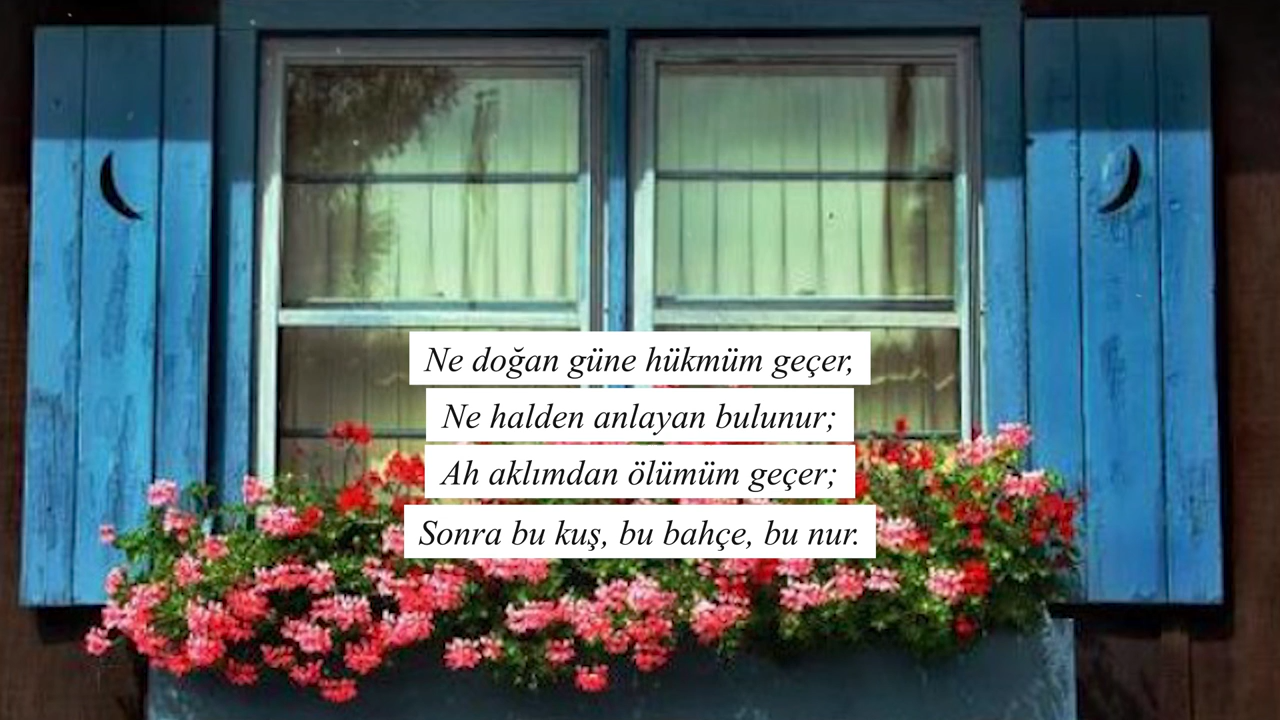 Ne doğan güne hükmüm geçer,
Ne halden anlayan bulunur;
Ah aklımdan ölümüm geçer;
Sonra bu kuş, bu bahçe, bu nur.